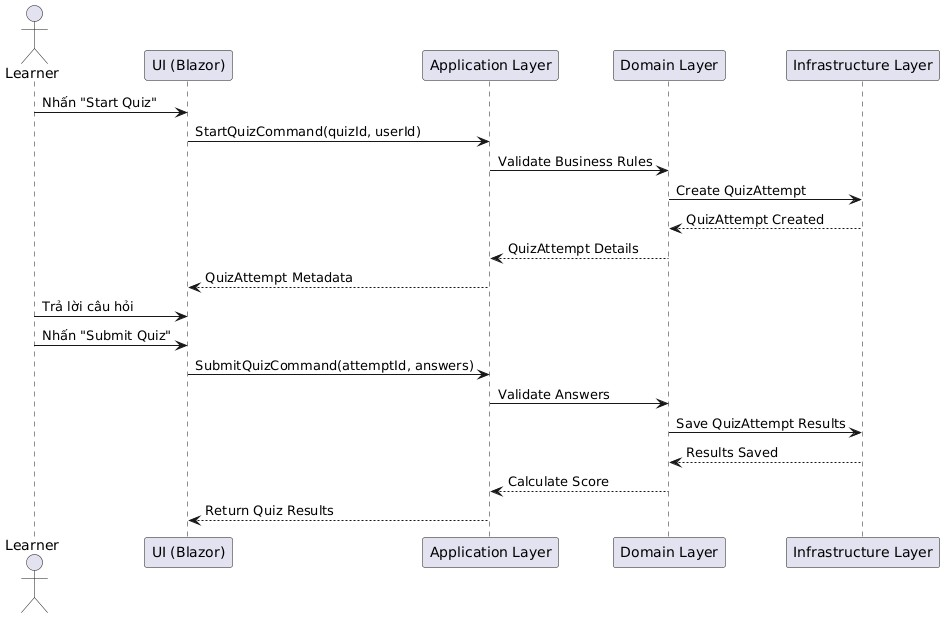 Learner
UI (Blazor)
Application Layer
Domain Layer
Infrastructure Layer
Nhấn "Start Quiz"
StartQuizCommand(quizId, userId)
Validate Business Rules
Create QuizAttempt
QuizAttempt Created
QuizAttempt Details
QuizAttempt Metadata
Trả lời câu hỏi
Nhấn "Submit Quiz"
SubmitQuizCommand(attemptId, answers)
Validate Answers
Save QuizAttempt Results
Results Saved
Calculate Score
Return Quiz Results
Learner
UI (Blazor)
Application Layer
Domain Layer
Infrastructure Layer